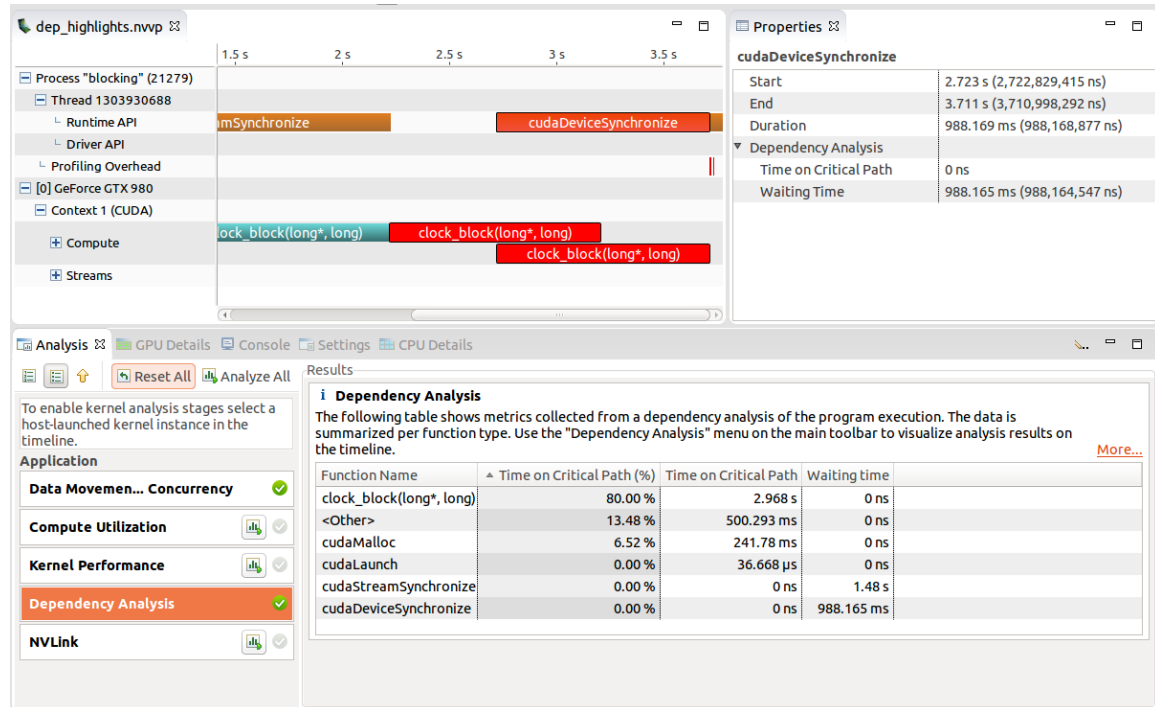 dep_highlights.nvvp
1.5 s 2 s 2.5 s 3 s 3.5 s
Process "blocking" (21279)
Thread 1303930688
Runtime API
mSynchronize
cudaDeviceSynchronize
Driver API
Profiling Overhead
[0] GeForce GTX 980
Context 1 (CUDA)
Compute
lock_block(long*, long)
clock_block(long*, long)
clock_block(long*, long)
Streams
Properties
cudaDeviceSynchronize
Start 2.723 s (2,722,829,415 ns)
End 3.711 s (3,710,998,292 ns)
Duration 988.169 ms (988,168,877 ns)
Dependency Analysis
Time on Critical Path 0 ns
Waiting Time 988.165 ms (988,164,547 ns)
Analysis GPU Details Console Settings CPU Details
Reset All Analyze All
To enable kernel analysis stages select a
host-launched kernel instance in the
timeline.
Application
Data Movemen... Concurrency
Compute Utilization
Kernel Performance
Dependency Analysis
NVLink
Results
i Dependency Analysis
The following table shows metrics collected from a dependency analysis of the program execution. The data is
summarized per function type. Use the "Dependency Analysis" menu on the main toolbar to visualize analysis results on
the timeline.
More...
Function Name Time on Critical Path (%) Time on Critical Path Waiting time
clock_block(long*, long) 80.00 % 2.968 s 0 ns
<Other> 13.48 % 500.293 ms 0 ns
cudaMalloc 6.52 % 241.78 ms 0 ns
cudaLaunch 0.00 % 36.668 µs 0 ns
cudaStreamSynchronize 0.00 % 0 ns 1.48 s
cudaDeviceSynchronize 0.00 % 0 ns 988.165 ms